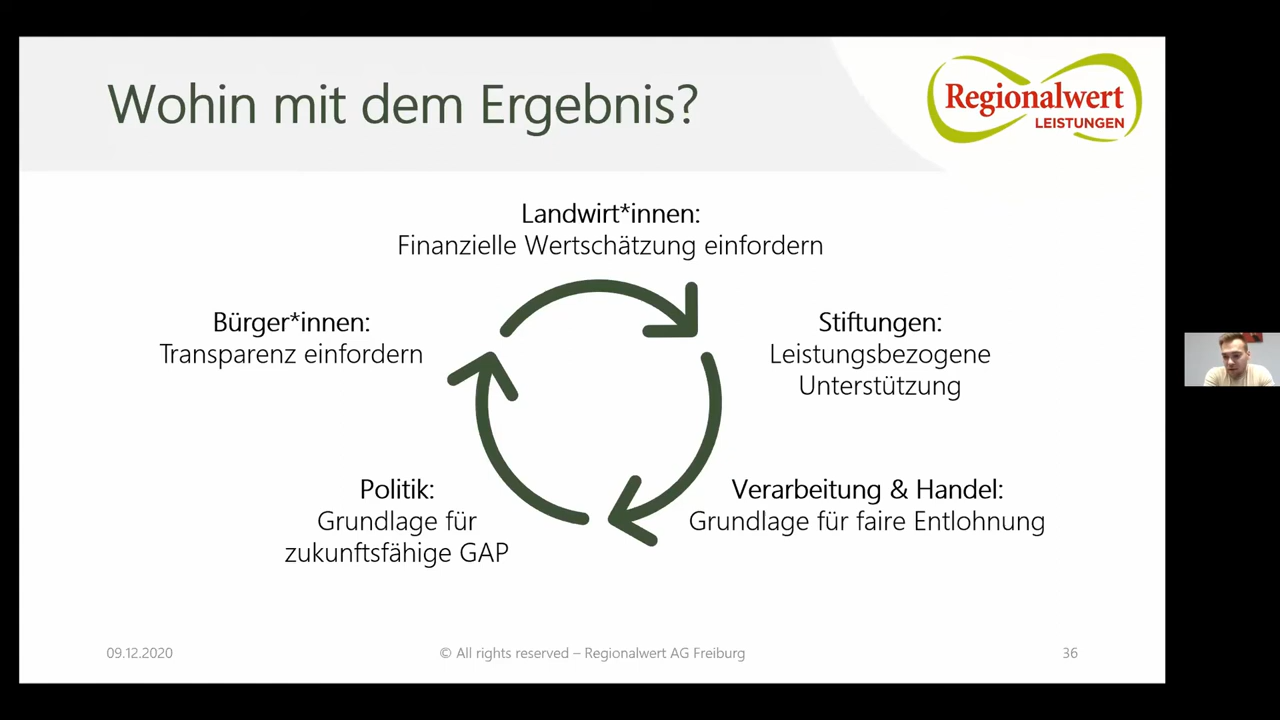 Wohin mit dem Ergebnis?
Regionalwert
LEISTUNGEN
Landwirt*innen:
Finanzielle Wertschätzung einfordern
Bürger*innen:
Transparenz einfordern
Stiftungen:
Leistungsbezogene
Unterstützung
Politik:
Grundlage für
zukunftsfähige GAP
Verarbeitung & Handel:
Grundlage für faire Entlohnung
09.12.2020
© All rights reserved – Regionalwert AG Freiburg
36